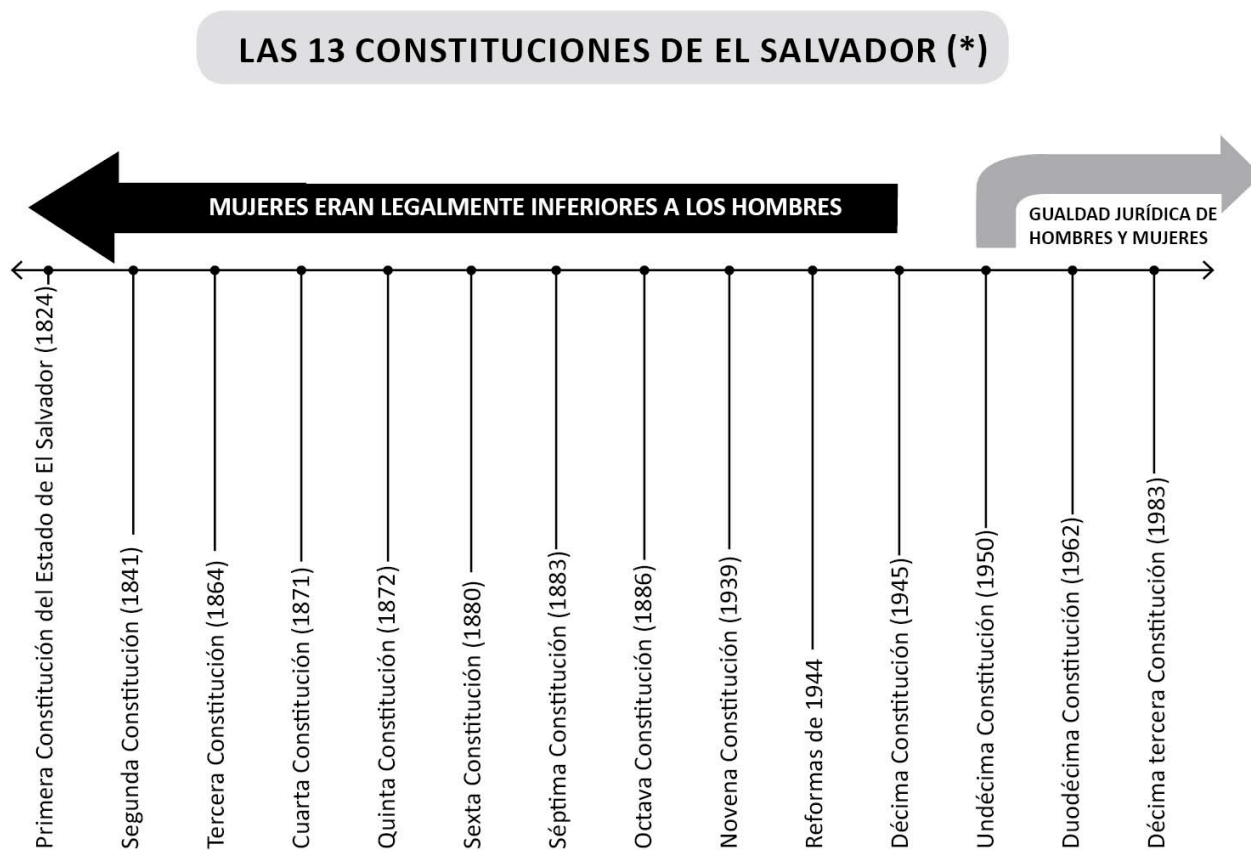 LAS 13 CONSTITUCIONES DE EL SALVADOR (*)
MUJERES ERAN LEGALMENTE INFERIORES A LOS HOMBRES
GUALDAD JURÍDICA DE
HOMBRES Y MUJERES
Primera Constitución del Estado de El Salvador (1824)
Segunda Constitución (1841)
Tercera Constitución (1864)
Cuarta Constitución (1871)
Quinta Constitución (1872)
Sexta Constitución (1880)
Séptima Constitución (1883)
Octava Constitución (1886)
Novena Constitución (1939)
Reformas de 1944
Décima Constitución (1945)
Undécima Constitución (1950)
Duodécima Constitución (1962)
Décima tercera Constitución (1983)